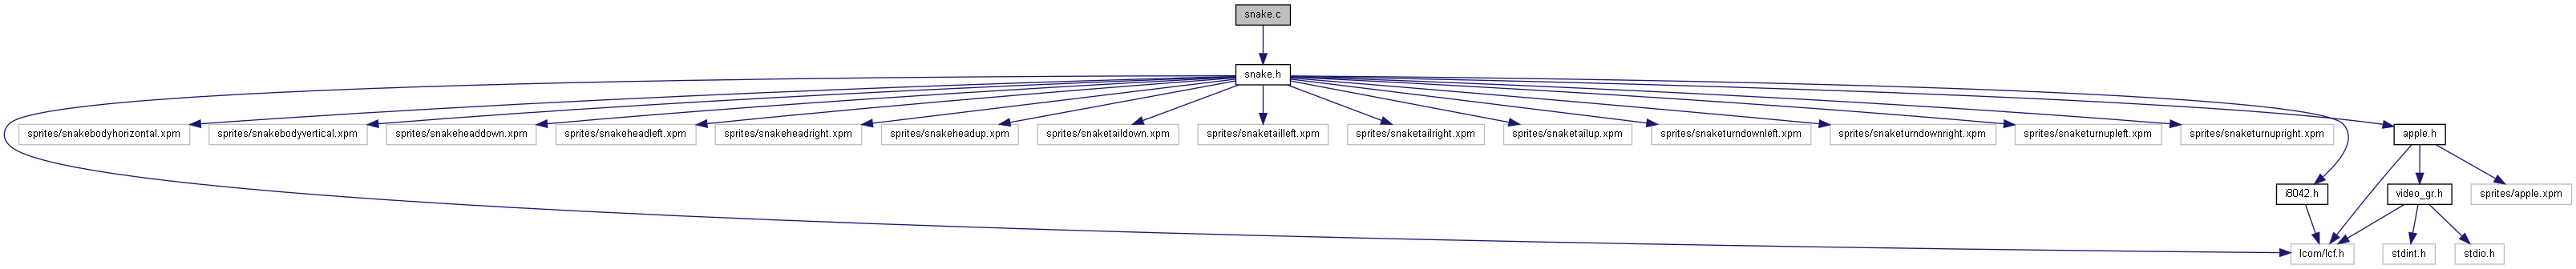 snake.c
snake.h
sprites/snakebodyhorizontal.xpm
sprites/snakebodyvertical.xpm
sprites/snakeheaddown.xpm
sprites/snakeheadleft.xpm
sprites/snakeheadright.xpm
sprites/snakeheadup.xpm
sprites/snaketaildown.xpm
sprites/snaketailleft.xpm
sprites/snaketailright.xpm
sprites/snaketailup.xpm
sprites/snaketurndownleft.xpm
sprites/snaketurndownright.xpm
sprites/snaketurnupleft.xpm
sprites/snaketurnupright.xpm
apple.h
i8042.h
video_gr.h
sprites/apple.xpm
lcom/lcf.h
stdint.h
stdio.h